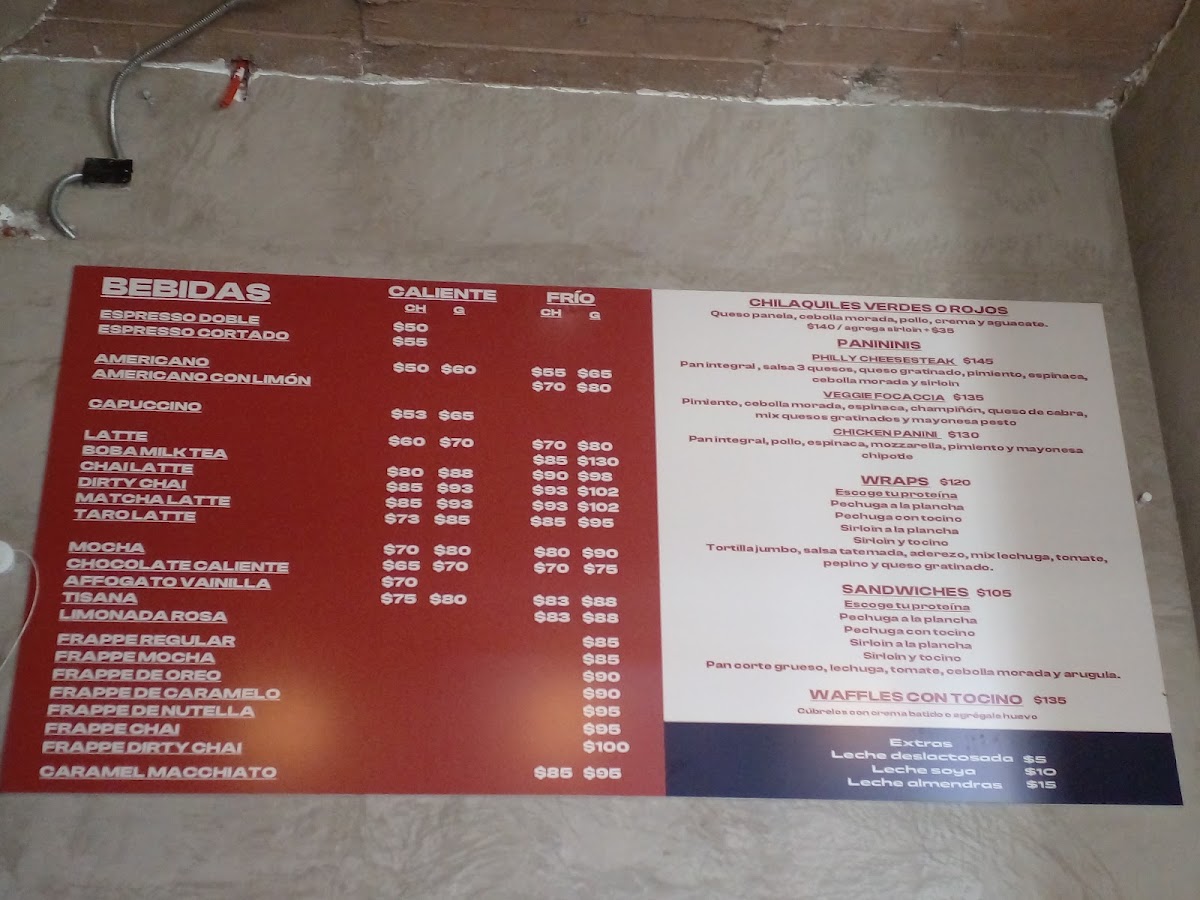 BEBIDAS CALIENTE FRÍO
CH G CH G
ESPRESSO DOBLE $50
ESPRESSO CORTADO $55
AMERICANO $50 $60 $55 $65
AMERICANO CON LIMÓN $70 $80
CAPUCCINO $53 $65
LATTE $60 $70 $70 $80
BOBA MILK TEA $85 $130
CHAI LATTE $80 $88 $90 $98
DIRTY CHAI $85 $93 $93 $102
MATCHA LATTE $85 $93 $93 $102
TARO LATTE $73 $85 $85 $95
MOCHA $70 $80 $80 $90
CHOCOLATE CALIENTE $65 $70 $70 $75
AFFOGATO VAINILLA $70
TISANA $75 $80 $83 $88
LIMONADA ROSA $83 $88
FRAPPE REGULAR $85
FRAPPE MOCHA $85
FRAPPE DE OREO $90
FRAPPE DE CARAMELO $90
FRAPPE DE NUTELLA $95
FRAPPE CHAI $95
FRAPPE DIRTY CHAI $100
CARAMEL MACCHIATO $85 $95
CHILAQUILES VERDES O ROJOS
Queso panela, cebolla morada, pollo, crema y aguacate.
$140 / agrega sirloin + $35
PANININIS
PHILLY CHEESESTEAK $145
Pan integral , salsa 3 quesos, queso gratinado, pimiento, espinaca,
cebolla morada y sirloin
VEGGIE FOCACCIA $135
Pimiento, cebolla morada, espinaca, champiñón, queso de cabra,
mix quesos gratinados y mayonesa pesto
CHICKEN PANINI $130
Pan integral, pollo, espinaca, mozzarella, pimiento y mayonesa
chipotle
WRAPS $120
Escoge tu proteína
Pechuga a la plancha
Pechuga con tocino
Sirloin a la plancha
Sirloin y tocino
Tortilla jumbo, salsa tatemada, aderezo, mix lechuga, tomate,
pepino y queso gratinado.
SANDWICHES $105
Escoge tu proteína
Pechuga a la plancha
Pechuga con tocino
Sirloin a la plancha
Sirloin y tocino
Pan corte grueso, lechuga, tomate, cebolla morada y arugula.
WAFFLES CON TOCINO $135
Cúbrelos con crema batida o agrégale huevo
Extras
Leche deslactosada $5
Leche soya $10
Leche almendras $15